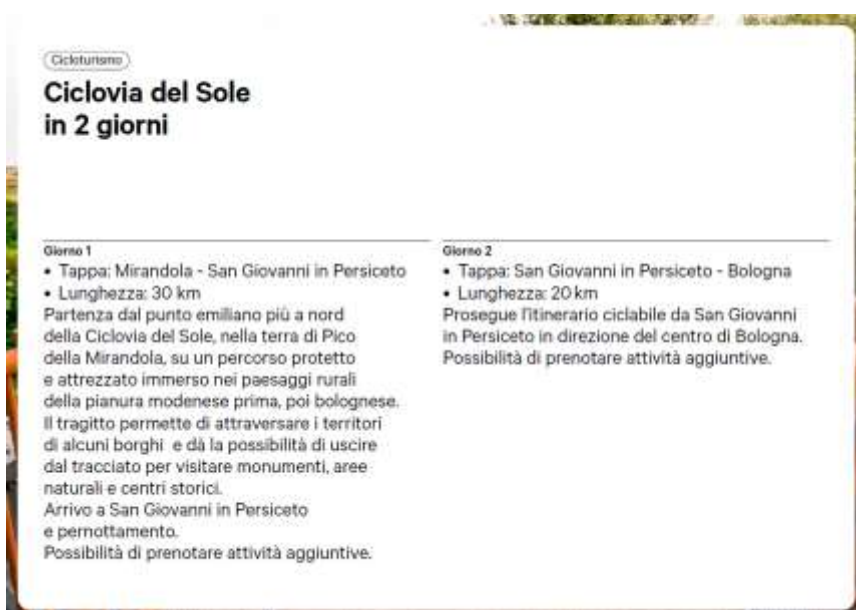 Cicloturismo
Ciclovia del Sole
in 2 giorni
Giorno 1
• Tappa: Mirandola - San Giovanni in Persiceto
• Lunghezza: 30 km
Partenza dal punto emiliano più a nord
della Ciclovia del Sole, nella terra di Pico
della Mirandola, su un percorso protetto
e attrezzato immerso nei paesaggi rurali
della pianura modenese prima, poi bolognese.
Il tragitto permette di attraversare i territori
di alcuni borghi e dà la possibilità di uscire
dal tracciato per visitare monumenti, aree
naturali e centri storici.
Arrivo a San Giovanni in Persiceto
e pernottamento.
Possibilità di prenotare attività aggiuntive.
Giorno 2
• Tappa: San Giovanni in Persiceto - Bologna
• Lunghezza: 20 km
Prosegue l'itinerario ciclabile da San Giovanni
in Persiceto in direzione del centro di Bologna.
Possibilità di prenotare attività aggiuntive.